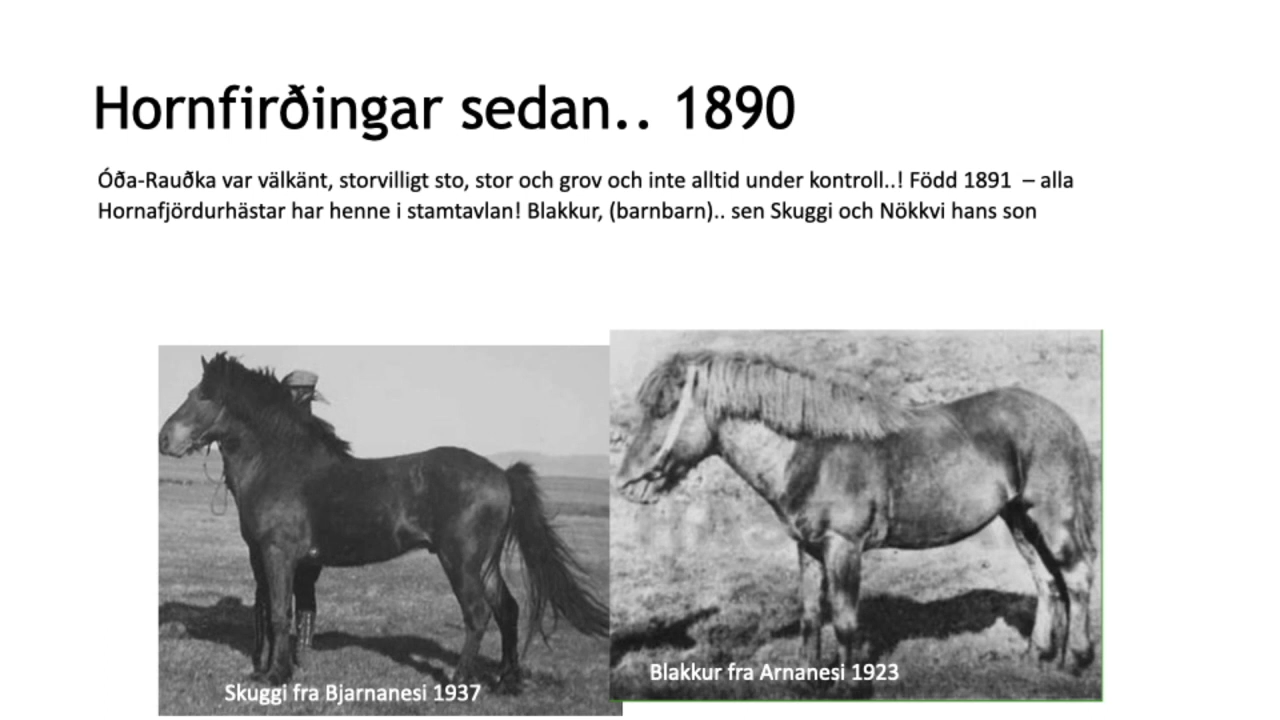 Hornfirðingar sedan.. 1890
Óða-Rauðka var välkänt, storvilligt sto, stor och grov och inte alltid under kontroll..! Född 1891 – alla
Hornafjördurhästar har henne i stamtavlan! Blakkur, (barnbarn).. sen Skuggi och Nökkvi hans son
Skuggi fra Bjarnanesi 1937
Blakkur fra Arnanesi 1923